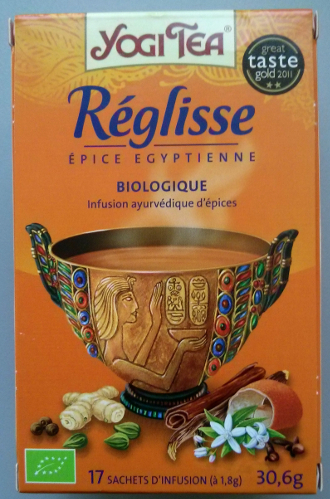 YOGI TEA
great
taste
gold 2011
Réglisse
ÉPICE EGYPTIENNE
BIOLOGIQUE
Infusion ayurvédique d'épices
17 SACHETS D'INFUSION (à 1,8g) 30,6g